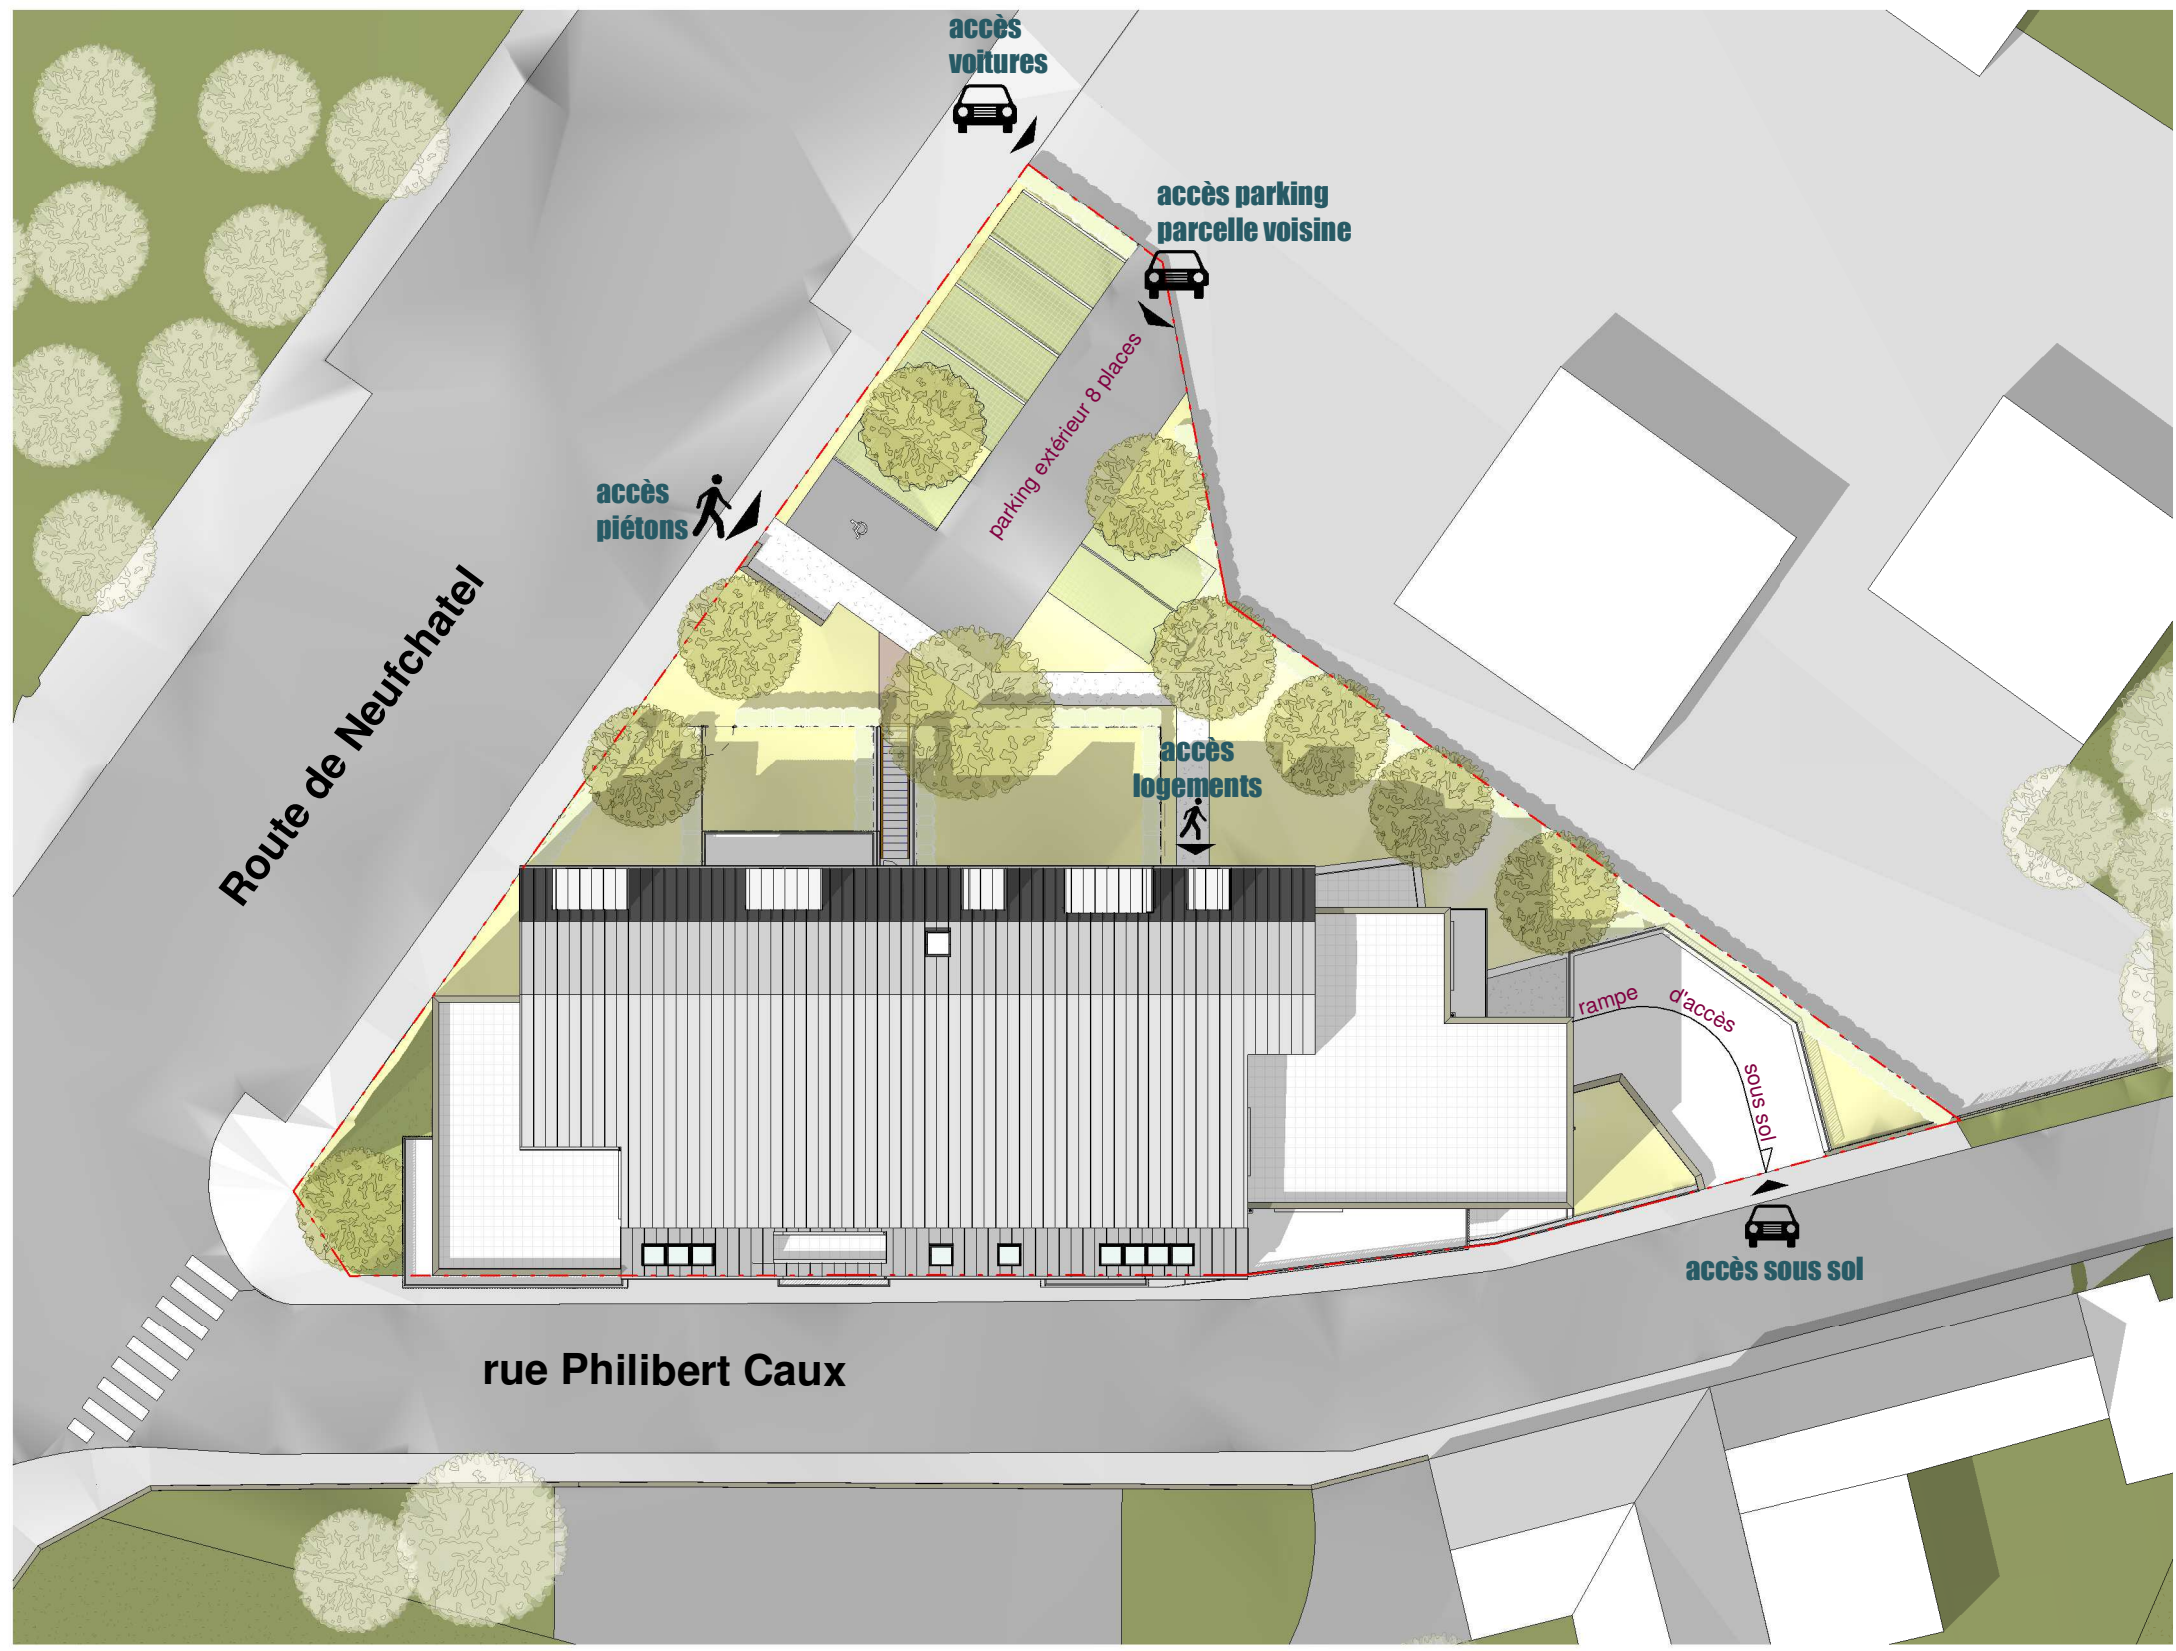 accès
voitures
accès parking
parcelle voisine
parking extérieur 8 places
accès
piétons
Route de Neufchatel
accès
logements
rampe d'accès sous sol
accès sous sol
rue Philibert Caux